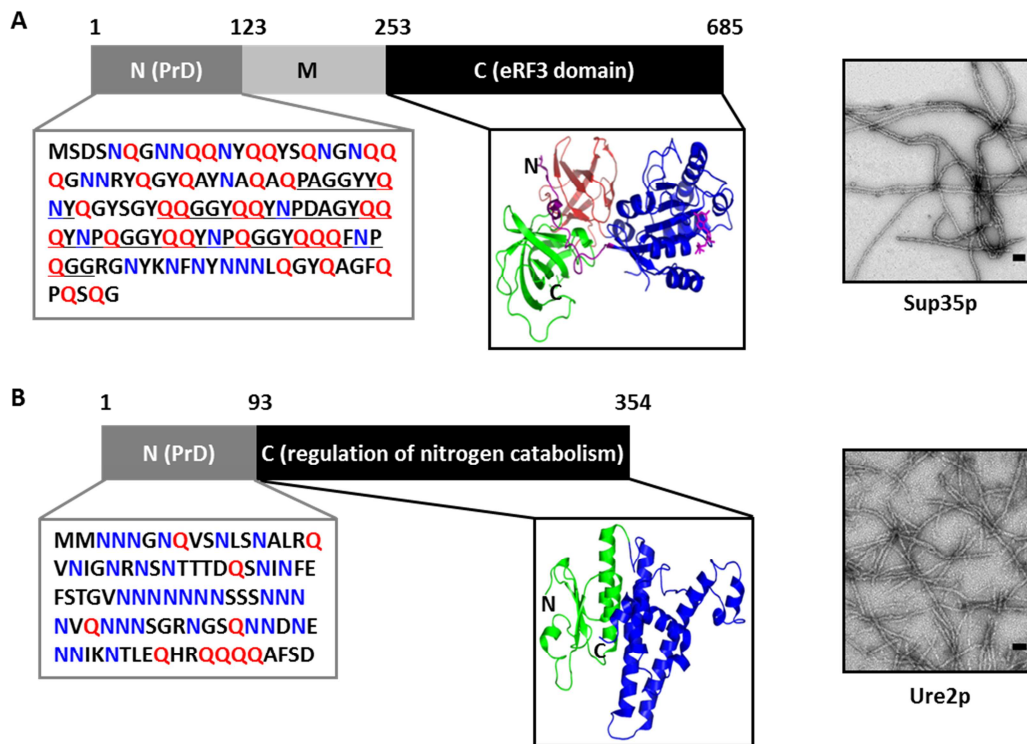 A
1 123 253 685
N (PrD) M C (eRF3 domain)
MSDSNQGNNQQNYQQYSQNGNQQ
QGNNRYQGYQAYNAQAQPAGGYYQ
NYQGYSGYQQGGYQQYNPDAGYQQ
QYNPQGGYQQYNPQGGYQQQFNP
QGGRGNYKNFNYNNNLQGYQAGFQ
PQSQG
N
C
Sup35p
B
1 93 354
N (PrD) C (regulation of nitrogen catabolism)
MMNNNGNQVSNLSNALRQ
VNIGNRNSNTTTDQSNINFE
FSTGVNNNNNNNSSSNNN
NVQNNNSGRNGSQNNDNE
NNIKNTLEQHRQQQQAFSD
N
C
Ure2p